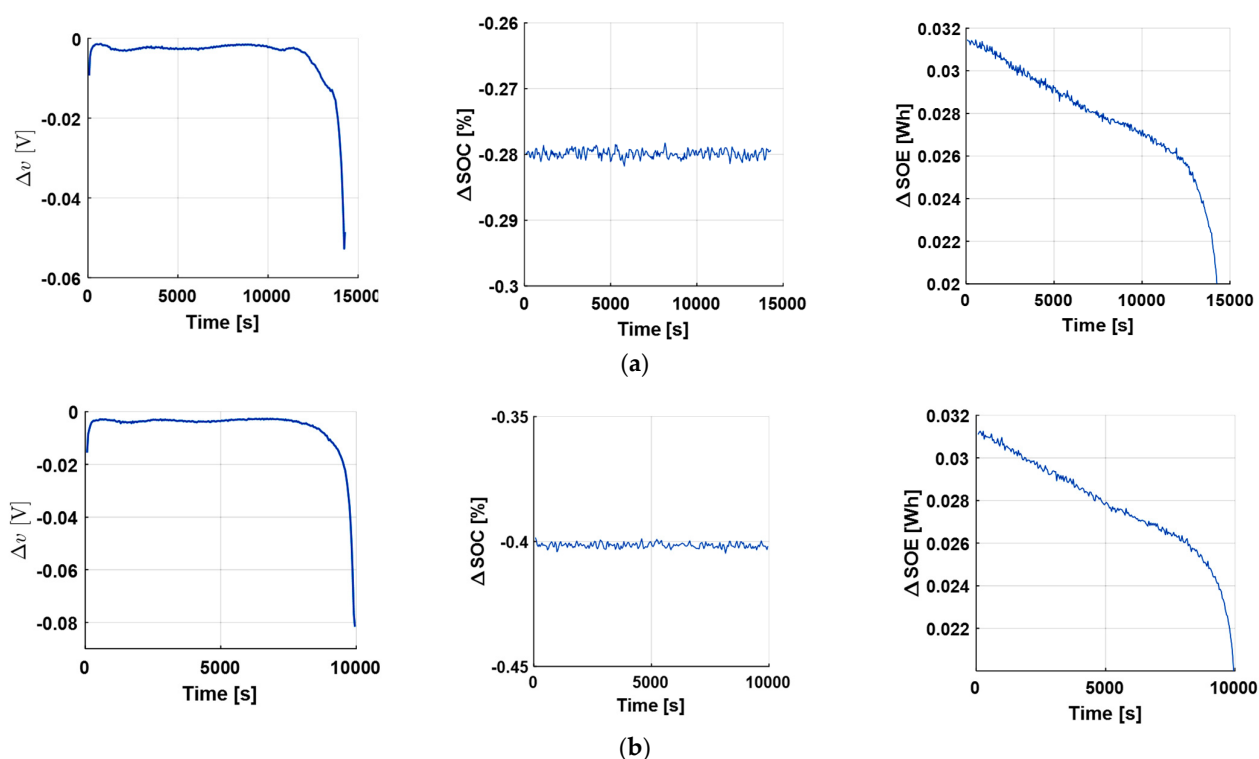 0
-0.02
-0.04
-0.06
Δv [V]
0 5000 10000 15000
Time [s]
-0.26
-0.27
-0.28
-0.29
-0.3
ΔSOC [%]
0 5000 10000 15000
Time [s]
0.032
0.03
0.028
0.026
0.024
0.022
0.02
ΔSOE [Wh]
0 5000 10000 15000
Time [s]
(a)
0
-0.02
-0.04
-0.06
-0.08
Δv [V]
0 5000 10000
Time [s]
-0.35
-0.4
-0.45
ΔSOC [%]
0 5000 10000
Time [s]
0.032
0.03
0.028
0.026
0.024
0.022
ΔSOE [Wh]
0 5000 10000
Time [s]
(b)